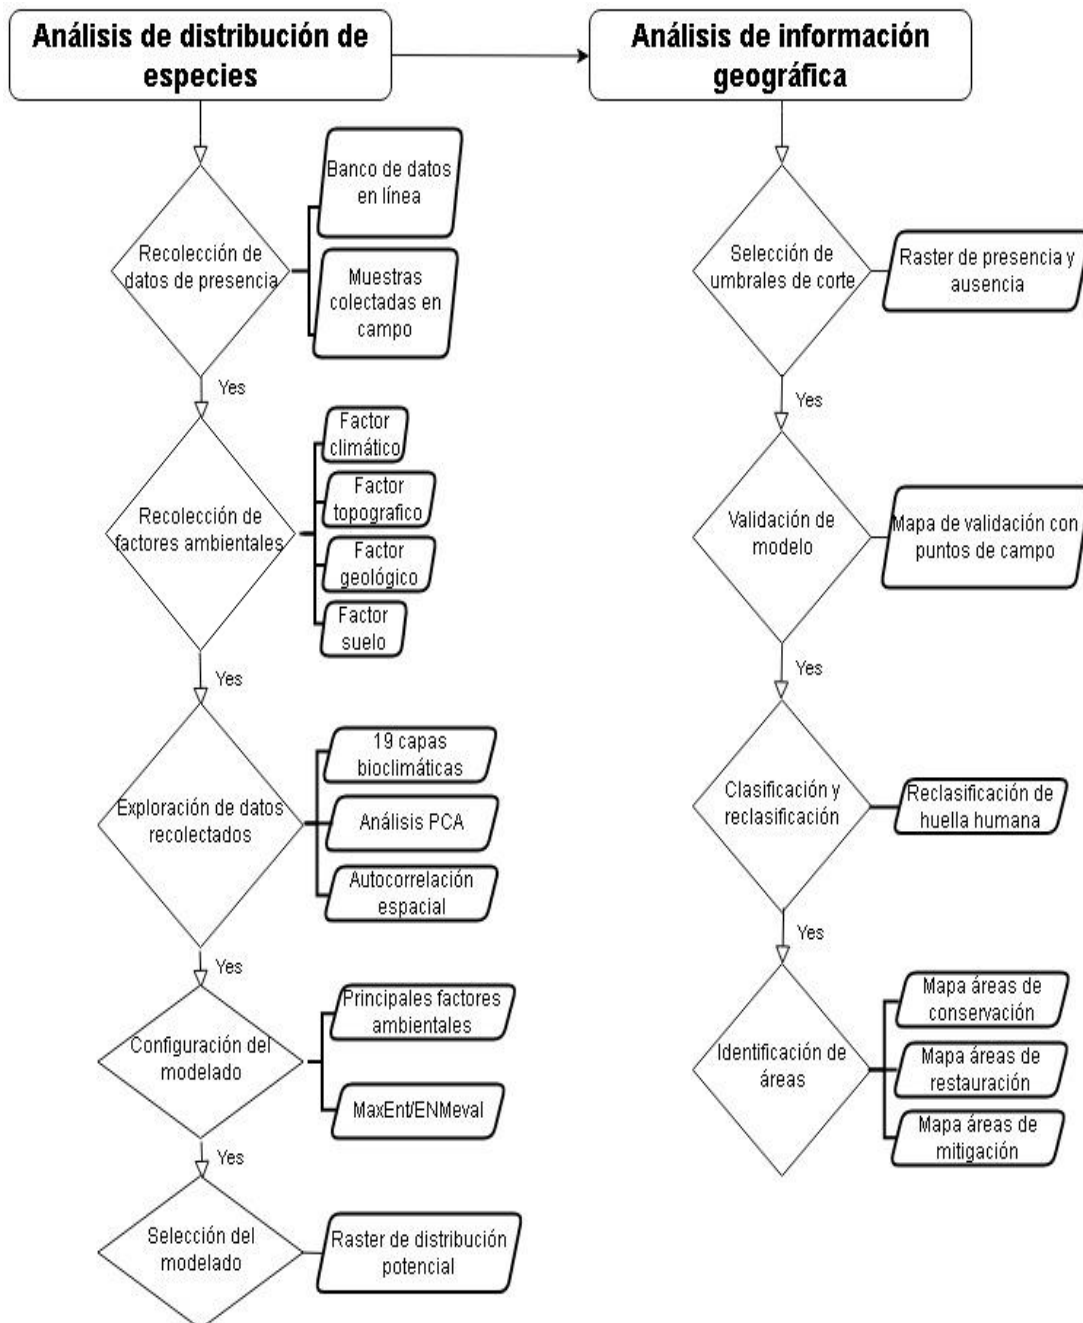 Análisis de distribución de
especies
Banco de datos
en línea
Recolección de
datos de presencia
Muestras
colectadas en
campo
Yes
Factor
climático
Factor
topografico
Recolección de
factores ambientales
Factor
geológico
Factor
suelo
Yes
19 capas
bioclimáticas
Exploración de datos
recolectados
Análisis PCA
Autocorrelación
espacial
Yes
Principales factores
ambientales
Configuración del
modelado
MaxEnt/ENMeval
Yes
Selección del
modelado
Raster de distribución
potencial
Análisis de información
geográfica
Selección de
umbrales de corte
Raster de presencia y
ausencia
Yes
Validación de
modelo
Mapa de validación con
puntos de campo
Yes
Clasificación y
reclasificación
Reclasificación de
huella humana
Yes
Identificación de
áreas
Mapa áreas de
conservación
Mapa áreas de
restauración
Mapa áreas de
mitigación